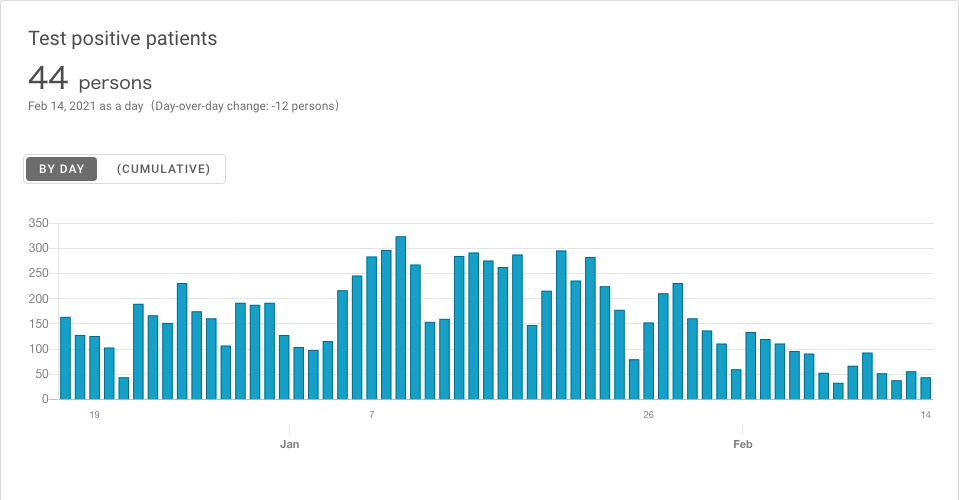 Test positive patients
44 persons
Feb 14, 2021 as a day (Day-over-day change: -12 persons)
BY DAY (CUMULATIVE)
350
300
250
200
150
100
50
0
19 7 26 14
Jan Feb